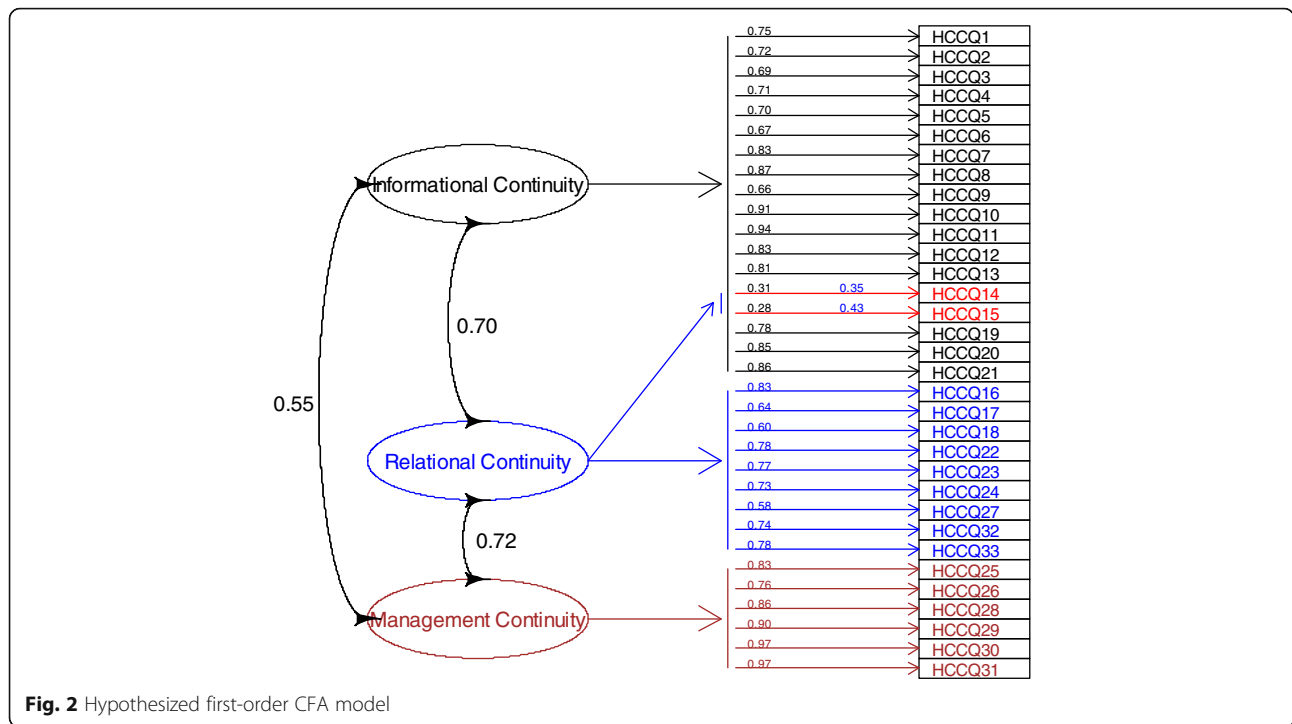 0.75 HCCQ1
0.72 HCCQ2
0.69 HCCQ3
0.71 HCCQ4
0.70 HCCQ5
0.67 HCCQ6
0.83 HCCQ7
0.87 HCCQ8
0.66 HCCQ9
0.91 HCCQ10
0.94 HCCQ11
0.83 HCCQ12
0.81 HCCQ13
0.31 0.35 HCCQ14
0.28 0.43 HCCQ15
0.78 HCCQ19
0.85 HCCQ20
0.86 HCCQ21
0.83 HCCQ16
0.64 HCCQ17
0.60 HCCQ18
0.78 HCCQ22
0.77 HCCQ23
0.73 HCCQ24
0.58 HCCQ27
0.74 HCCQ32
0.78 HCCQ33
0.83 HCCQ25
0.76 HCCQ26
0.86 HCCQ28
0.90 HCCQ29
0.97 HCCQ30
0.97 HCCQ31
Informational Continuity
0.70
0.55
Relational Continuity
0.72
Management Continuity
Fig. 2 Hypothesized first-order CFA model